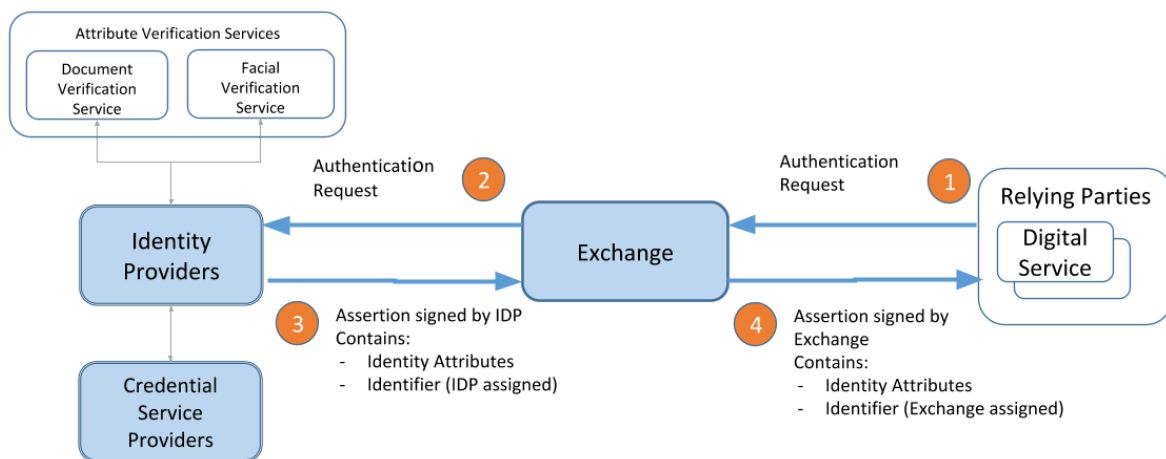 Attribute Verification Services
Document
Verification
Service
Facial
Verification
Service
Authentication
Request
2
Authentication
Request
1
Relying Parties
Digital
Service
Identity
Providers
Exchange
3
Assertion signed by IDP
Contains:
- Identity Attributes
- Identifier (IDP assigned)
4
Assertion signed by
Exchange
Contains:
- Identity Attributes
- Identifier (Exchange assigned)
Credential
Service
Providers